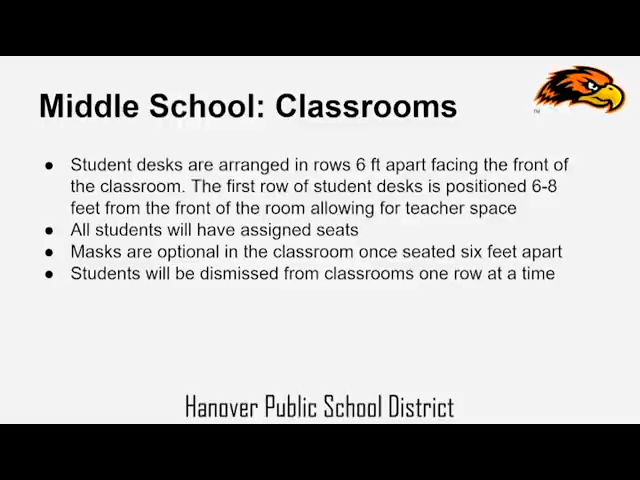 Middle School: Classrooms
TM
● Student desks are arranged in rows 6 ft apart facing the front of
the classroom. The first row of student desks is positioned 6-8
feet from the front of the room allowing for teacher space
● All students will have assigned seats
● Masks are optional in the classroom once seated six feet apart
● Students will be dismissed from classrooms one row at a time
Hanover Public School District